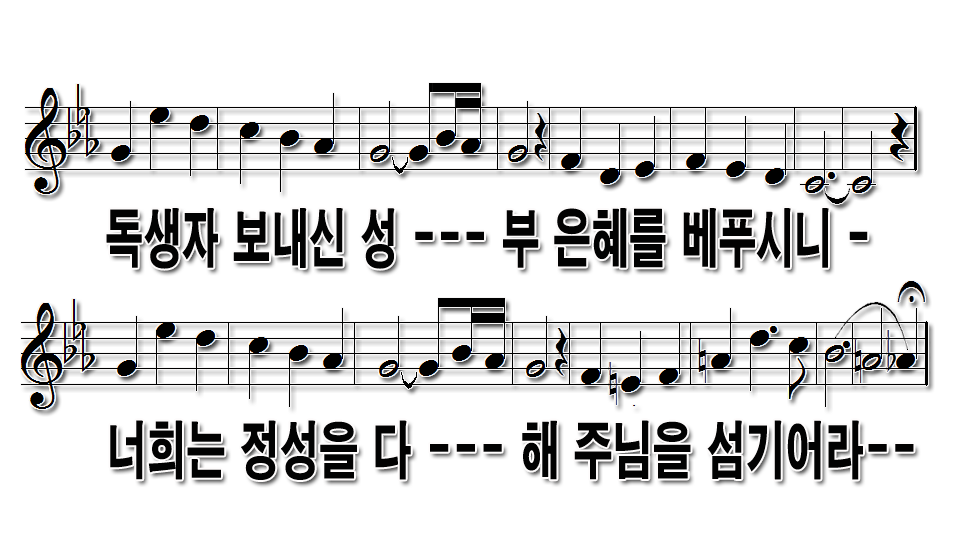 독생자 보내신 성 --- 부 은혜를 베푸시니 -
너희는 정성을 다 --- 해 주님을 섬기어라--